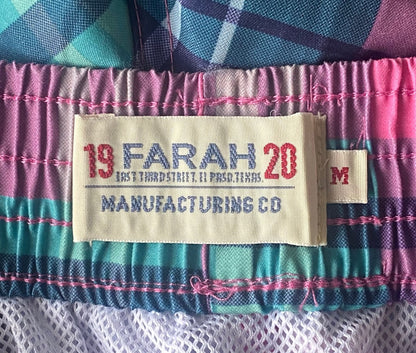 19 FARAH 20
EAST THIRD STREET, EL PASO, TEXAS.
MANUFACTURING CO
M